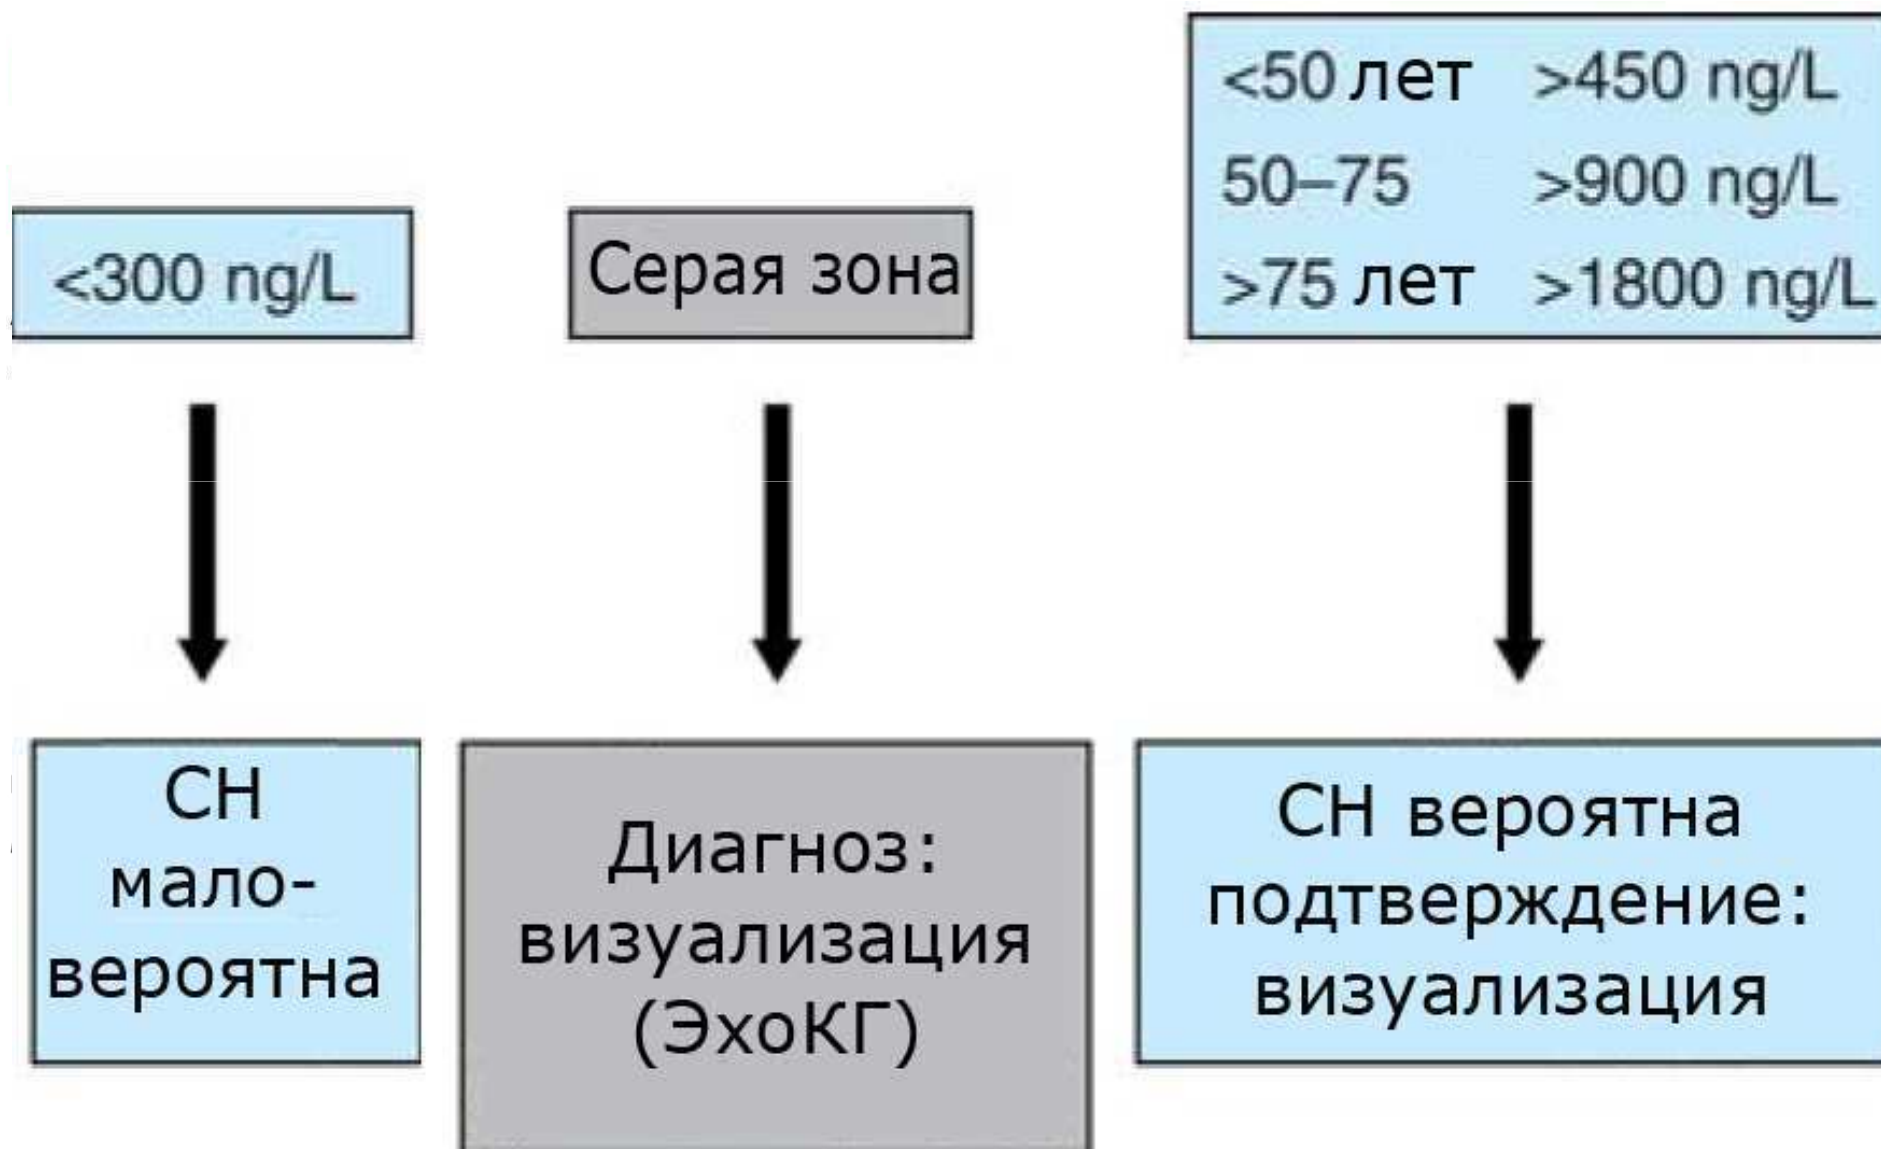 <50 лет >450 ng/L
50–75 >900 ng/L
>75 лет >1800 ng/L
<300 ng/L
Серая зона
СН
мало-
вероятна
Диагноз:
визуализация
(ЭхоКГ)
СН вероятна
подтверждение:
визуализация